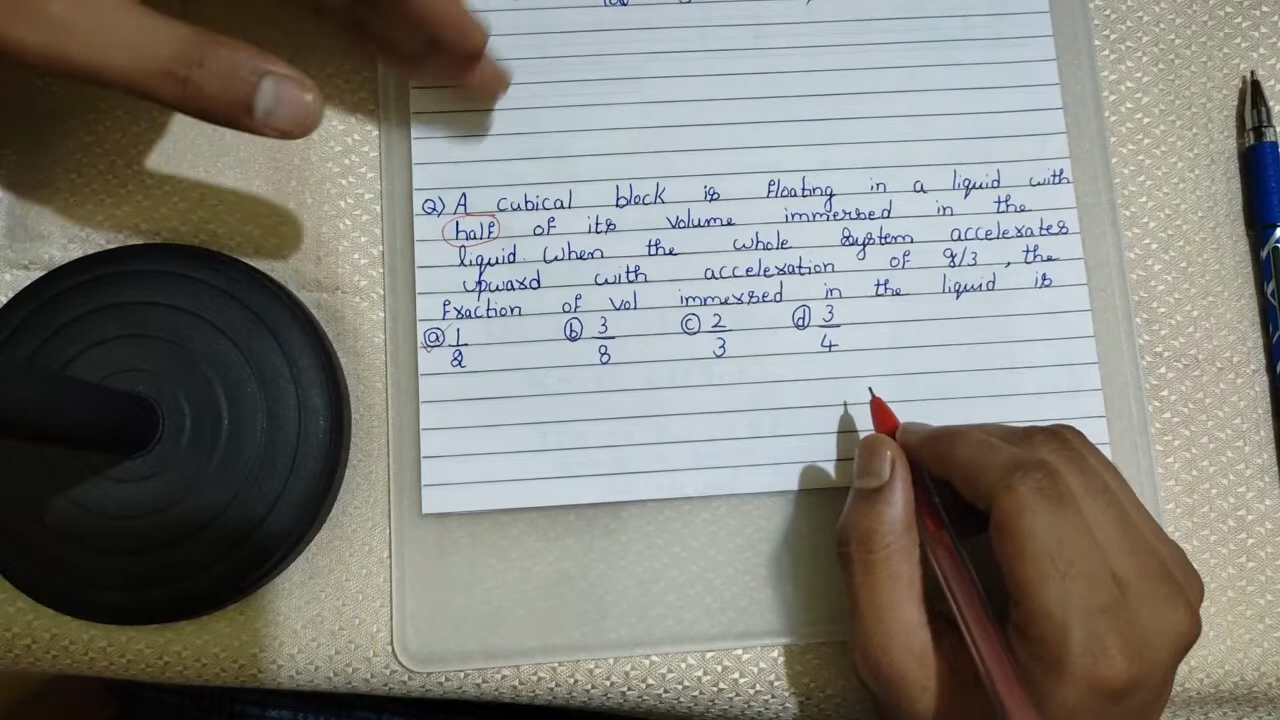 Q) A cubical block is floating in a liquid with
half of its volume immersed in the
liquid. When the whole system accelerates
upward with acceleration of g/3, the
fraction of vol immersed in the liquid is
(a) 1/2 (b) 3/8 (c) 2/3 (d) 3/4